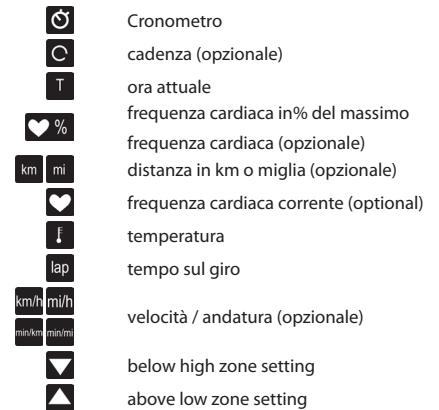 Cronometro
cadenza (opzionale)
T ora attuale
frequenza cardiaca in% del massimo
% frequenza cardiaca (opzionale)
km mi distanza in km o miglia (opzionale)
frequenza cardiaca corrente (optional)
temperatura
lap tempo sul giro
km/h mi/h
velocità / andatura (opzionale)
min/km min/mi
below high zone setting
above low zone setting